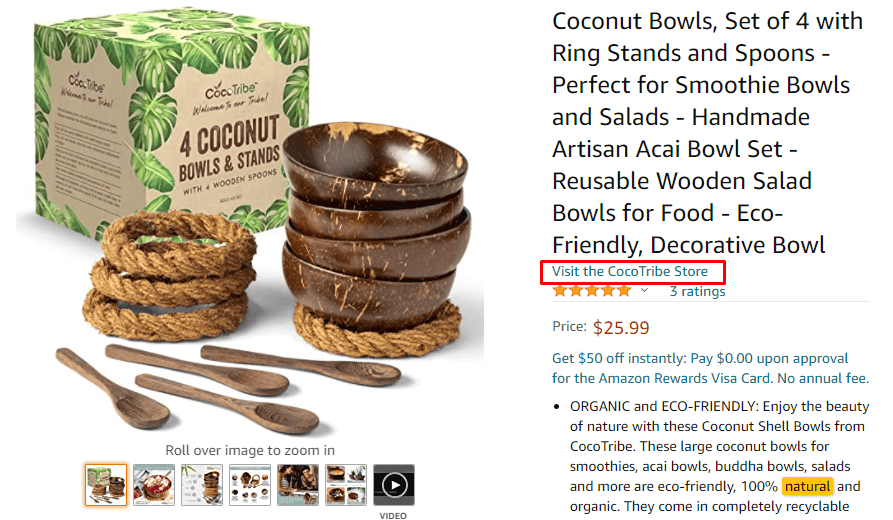 CocoTribe™
Welcome to our Tribe!
CocoTribe™
Welcome to our Tribe!
4 COCONUT
BOWLS & STANDS
WITH 4 WOODEN SPOONS
Roll over image to zoom in
VIDEO
Coconut Bowls, Set of 4 with
Ring Stands and Spoons -
Perfect for Smoothie Bowls
and Salads - Handmade
Artisan Acai Bowl Set -
Reusable Wooden Salad
Bowls for Food - Eco-
Friendly, Decorative Bowl
Visit the CocoTribe Store
3 ratings
Price: $25.99
Get $50 off instantly: Pay $0.00 upon approval
for the Amazon Rewards Visa Card. No annual fee.
• ORGANIC and ECO-FRIENDLY: Enjoy the beauty
of nature with these Coconut Shell Bowls from
CocoTribe. These large coconut bowls for
smoothies, acai bowls, buddha bowls, salads
and more are eco-friendly, 100% natural and
organic. They come in completely recyclable